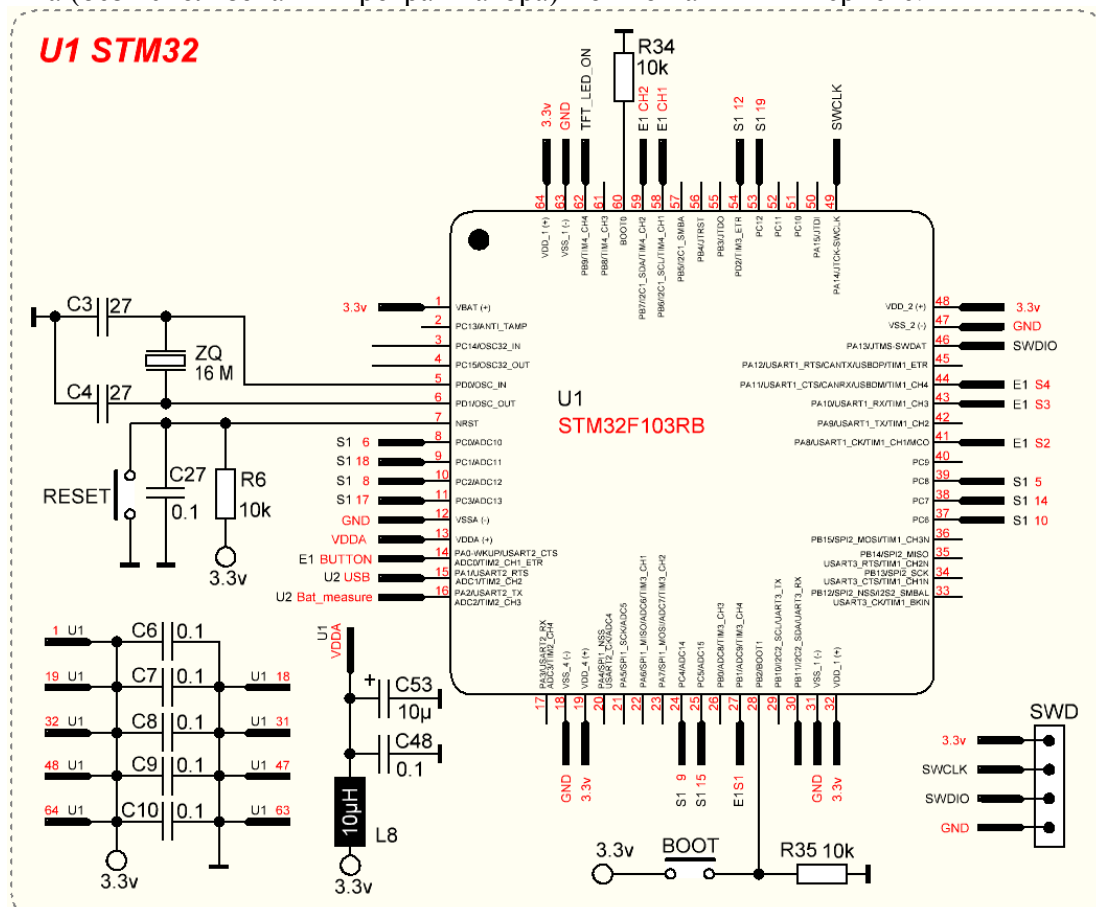 U1 STM32
R34
10k
3.3v
GND
TFT_LED_ON
E1 CH2
E1 CH1
S1 12
S1 19
SWCLK
64
63
62
61
60
59
58
57
56
55
54
53
52
51
50
49
VDD_1 (+)
VSS_1 (-)
PB9/TIM4_CH4
PB8/TIM4_CH3
BOOT0
PB7/I2C1_SDA/TIM4_CH2
PB6/I2C1_SCL/TIM4_CH1
PB5/I2C1_SMBA
PB4/JTRST
PB3/JTDO
PD2/TIM3_ETR
PC12
PC11
PC10
PA15/JTDI
PA14/JTCK-SWCLK
U1
STM32F103RB
3.3v 1 VBAT (+)
2 PC13/ANTI_TAMP
3 PC14/OSC32_IN
4 PC15/OSC32_OUT
5 PD0/OSC_IN
6 PD1/OSC_OUT
7 NRST
S1 6 8 PC0/ADC10
S1 18 9 PC1/ADC11
S1 8 10 PC2/ADC12
S1 17 11 PC3/ADC13
GND 12 VSSA (-)
VDDA 13 VDDA (+)
E1 BUTTON 14 PA0-WKUP/USART2_CTS
ADC0/TIM2_CH1_ETR
U2 USB 15 PA1/USART2_RTS
ADC1/TIM2_CH2
U2 Bat_measure 16 PA2/USART2_TX
ADC2/TIM2_CH3
C3 27
ZQ
16 M
C4 27
RESET
C27
0.1
R6
10k
3.3v
VDD_2 (+) 48 3.3v
VSS_2 (-) 47 GND
PA13/JTMS-SWDAT 46 SWDIO
PA12/USART1_RTS/CANTX/USBDP/TIM1_ETR 45
PA11/USART1_CTS/CANRX/USBDM/TIM1_CH4 44 E1 S4
PA10/USART1_RX/TIM1_CH3 43 E1 S3
PA9/USART1_TX/TIM1_CH2 42
PA8/USART1_CK/TIM1_CH1/MCO 41 E1 S2
PC9 40
PC8 39 S1 5
PC7 38 S1 14
PC6 37 S1 10
PB15/SPI2_MOSI/TIM1_CH3N 36
PB14/SPI2_MISO 35
USART3_RTS/TIM1_CH2N
PB13/SPI2_SCK 34
USART3_CTS/TIM1_CH1N
PB12/SPI2_NSS/I2S2_SMBAL 33
USART3_CK/TIM1_BKIN
PA3/USART2_RX
ADC3/TIM2_CH4
VSS_4 (-)
VDD_4 (+)
PA4/SPI1_NSS
USART2_CK/ADC4
PA5/SPI1_SCK/ADC5
PA6/SPI1_MISO/ADC6/TIM3_CH1
PA7/SPI1_MOSI/ADC7/TIM3_CH2
PC4/ADC14
PC5/ADC15
PB0/ADC8/TIM3_CH3
PB1/ADC9/TIM3_CH4
PB2/BOOT1
PB10/I2C2_SCL/UART3_TX
PB11/I2C2_SDA/UART3_RX
VSS_1 (-)
VDD_1 (+)
17
18
19
20
21
22
23
24
25
26
27
28
29
30
31
32
GND
3.3v
S1 9
S1 15
E1 S1
GND
3.3v
1 U1 C6 0.1
19 U1 C7 0.1 U1 18
32 U1 C8 0.1 U1 31
48 U1 C9 0.1 U1 47
64 U1 C10 0.1 U1 63
3.3v
U1
VDDA
+ C53
10µ
C48
0.1
10µH
L8
3.3v
3.3v
BOOT
R35 10k
SWD
3.3v
SWCLK
SWDIO
GND